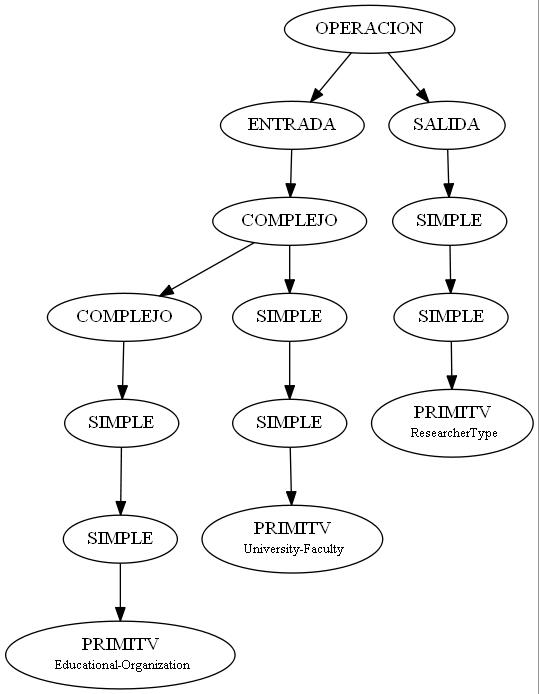 OPERACION
ENTRADA
SALIDA
COMPLEJO
SIMPLE
COMPLEJO
SIMPLE
SIMPLE
SIMPLE
SIMPLE
PRIMITV
ResearcherType
SIMPLE
PRIMITV
University-Faculty
PRIMITV
Educational-Organization